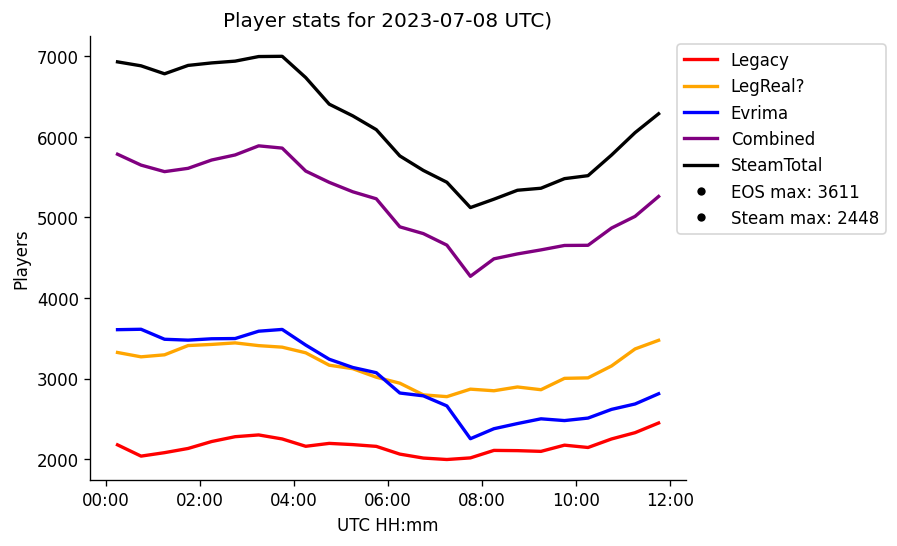 Player stats for 2023-07-08 UTC)
7000
6000
5000
4000
3000
2000
Players
00:00 02:00 04:00 06:00 08:00 10:00 12:00
UTC HH:mm
Legacy
LegReal?
Evrima
Combined
SteamTotal
EOS max: 3611
Steam max: 2448